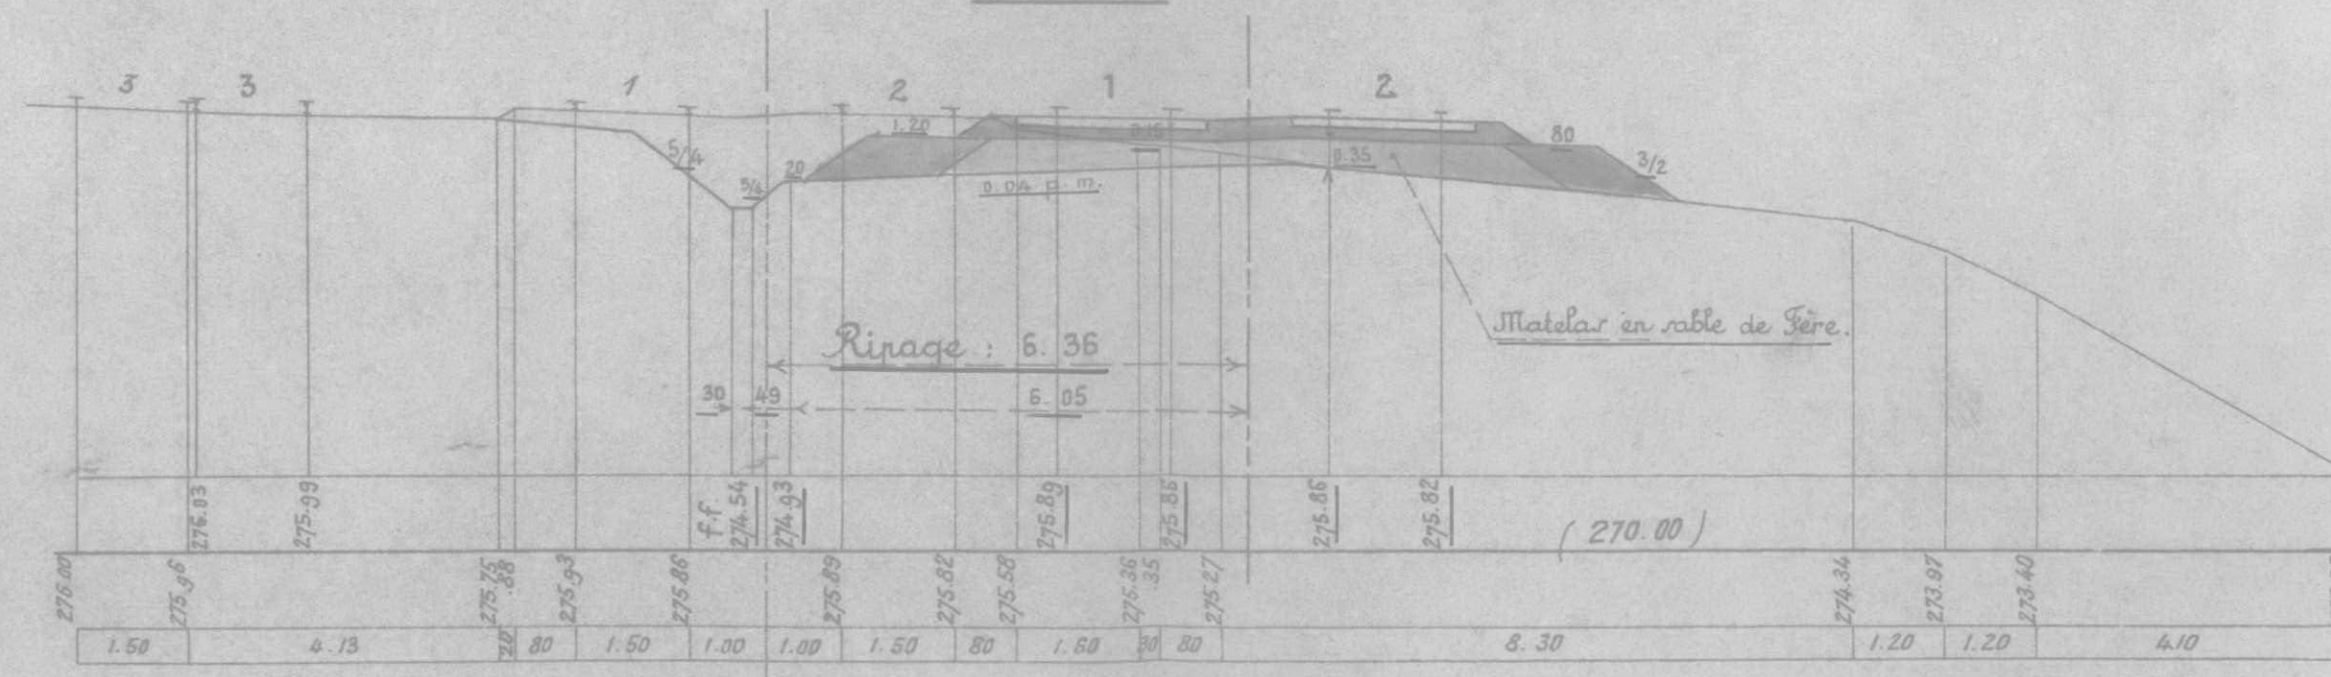 3 3 1 2 1 2
1.20
80
5/4
0.35
3/2
5/4
20
0.04 p. m.
Matelas en sable de Fère.
Ripage : 6.36
30 49 6.05
276.03 275.99 f.f. 274.54 274.93 275.89 275.86 275.86 275.82 (270.00)
276.00 275.96 275.75 .88 275.93 275.86 275.89 275.82 275.58 275.36 .35 275.27 274.34 273.97 273.40
1.50 4.13 20 80 1.50 1.00 1.00 1.50 80 1.60 30 80 8.30 1.20 1.20 4.10